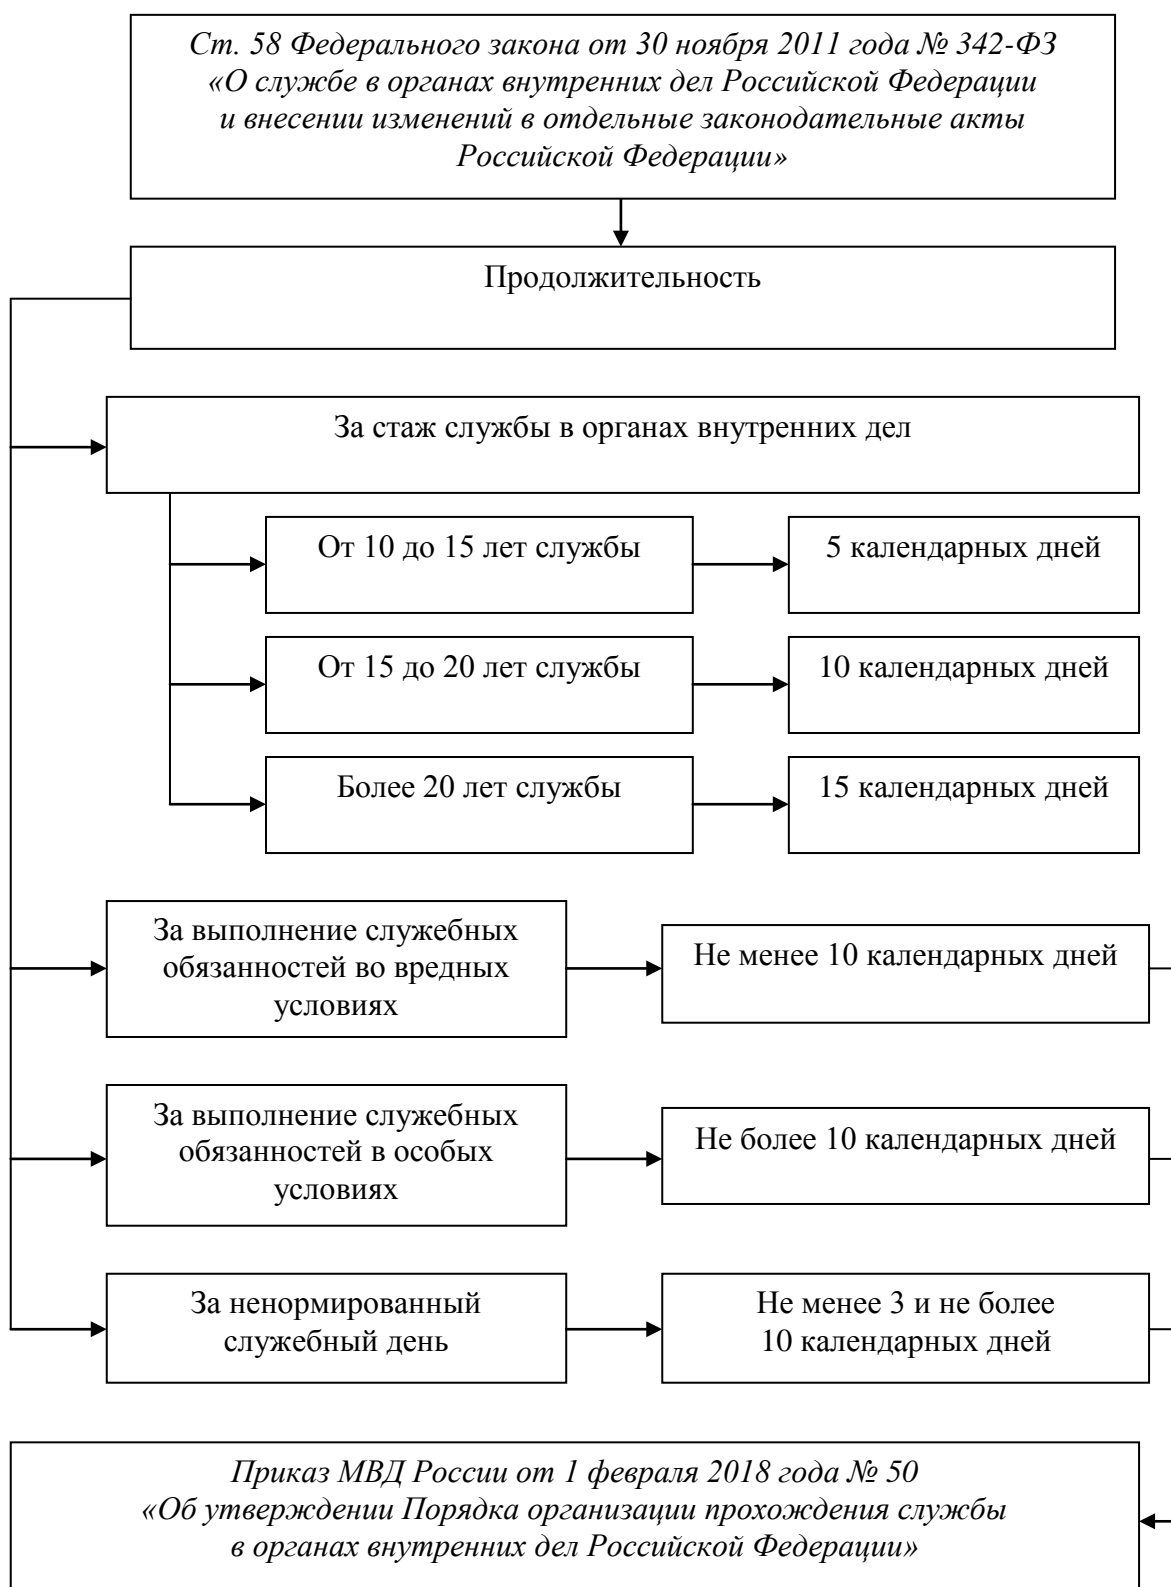 Ст. 58 Федерального закона от 30 ноября 2011 года № 342-ФЗ
«О службе в органах внутренних дел Российской Федерации
и внесении изменений в отдельные законодательные акты
Российской Федерации»
Продолжительность
За стаж службы в органах внутренних дел
От 10 до 15 лет службы
5 календарных дней
От 15 до 20 лет службы
10 календарных дней
Более 20 лет службы
15 календарных дней
За выполнение служебных
обязанностей во вредных
условиях
Не менее 10 календарных дней
За выполнение служебных
обязанностей в особых
условиях
Не более 10 календарных дней
За ненормированный
служебный день
Не менее 3 и не более
10 календарных дней
Приказ МВД России от 1 февраля 2018 года № 50
«Об утверждении Порядка организации прохождения службы
в органах внутренних дел Российской Федерации»